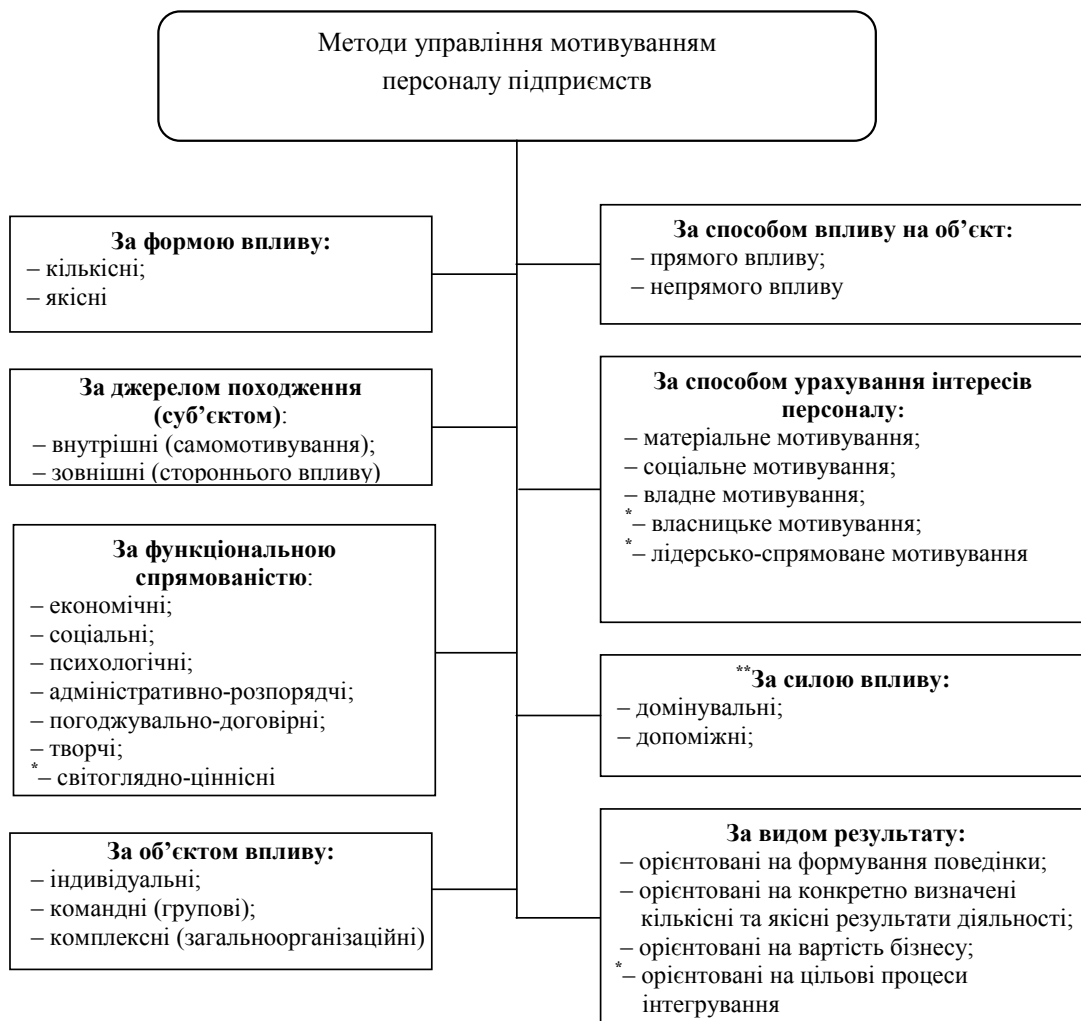 Методи управління мотивуванням
персоналу підприємств
За формою впливу:
– кількісні;
– якісні
За джерелом походження
(суб’єктом):
– внутрішні (самомотивування);
– зовнішні (стороннього впливу)
За функціональною
спрямованістю:
– економічні;
– соціальні;
– психологічні;
– адміністративно-розпорядчі;
– погоджувально-договірні;
– творчі;
*– світоглядно-ціннісні
За об’єктом впливу:
– індивідуальні;
– командні (групові);
– комплексні (загальноорганізаційні)
За способом впливу на об’єкт:
– прямого впливу;
– непрямого впливу
За способом урахування інтересів
персоналу:
– матеріальне мотивування;
– соціальне мотивування;
– владне мотивування;
*– власницьке мотивування;
*– лідерсько-спрямоване мотивування
**За силою впливу:
– домінувальні;
– допоміжні;
За видом результату:
– орієнтовані на формування поведінки;
– орієнтовані на конкретно визначені
кількісні та якісні результати діяльності;
– орієнтовані на вартість бізнесу;
*– орієнтовані на цільові процеси
інтегрування